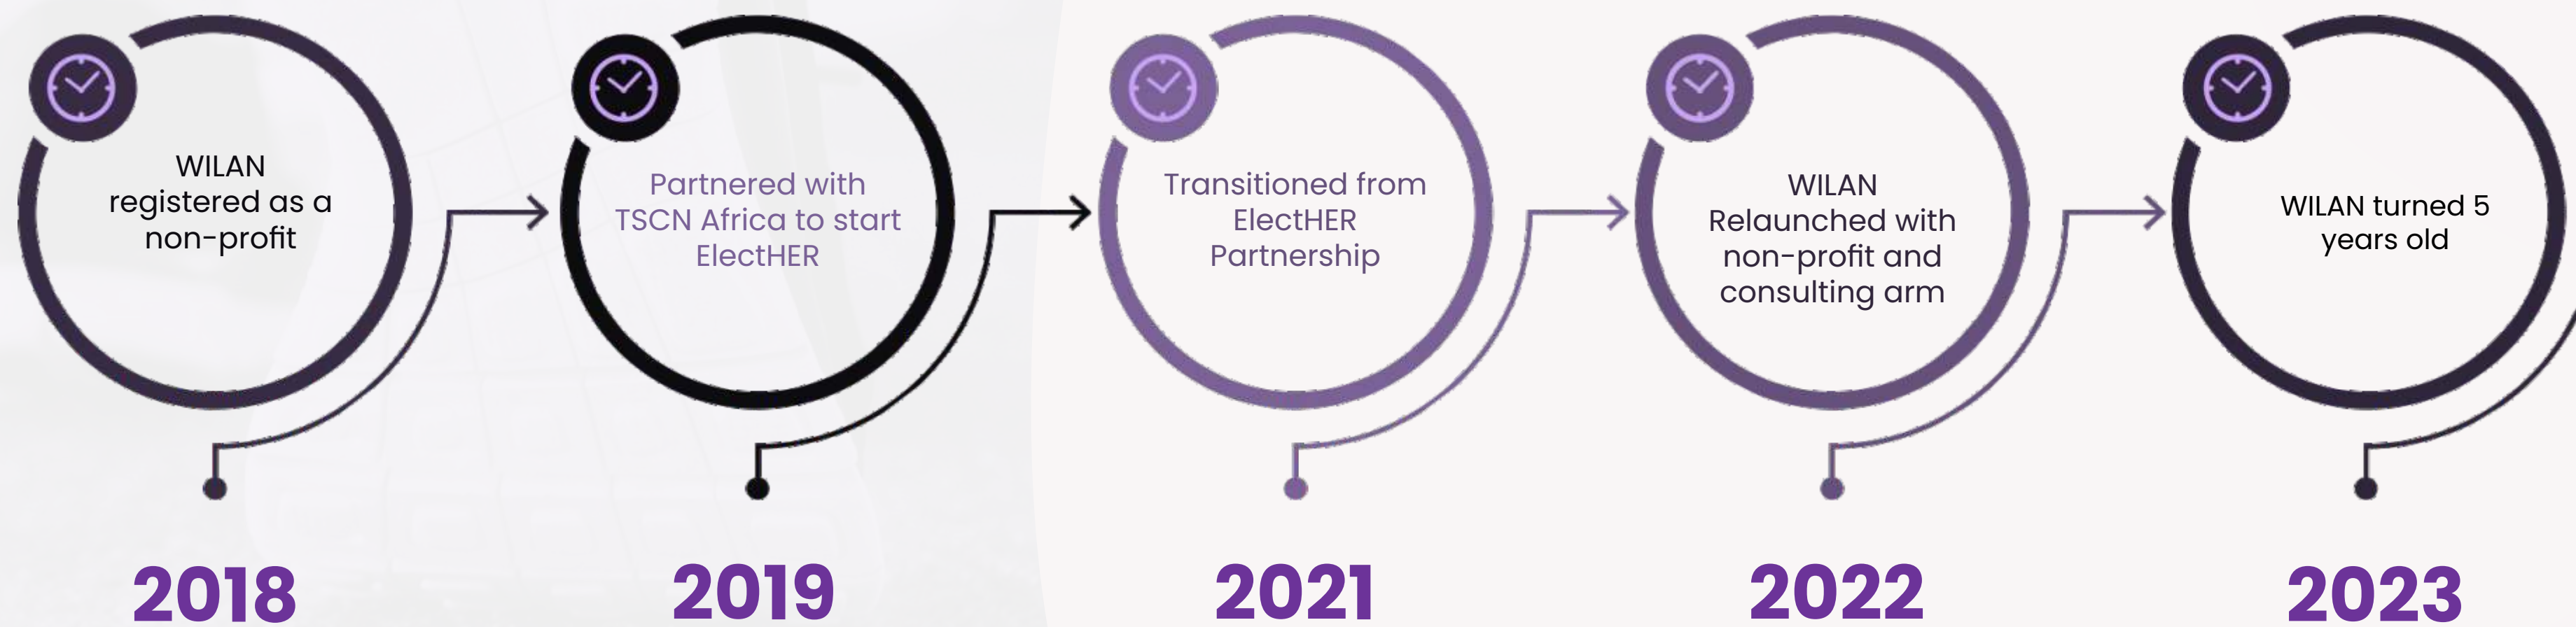 WILAN
registered as a
non-profit
Partnered with
TSCN Africa to start
ElectHER
Transitioned from
ElectHER
Partnership
WILAN
Relaunched with
non-profit and
consulting arm
WILAN turned 5
years old
2018
2019
2021
2022
2023